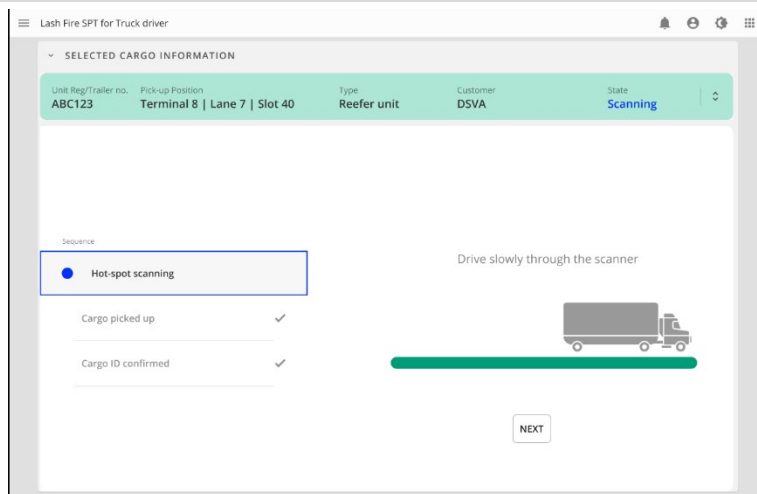 Lash Fire SPT for Truck driver
SELECTED CARGO INFORMATION
Unit Reg/Trailer no. Pick-up Position Type Customer State
ABC123 Terminal 8 | Lane 7 | Slot 40 Reefer unit DSVA Scanning
Sequence
Hot-spot scanning
Cargo picked up
Cargo ID confirmed
Drive slowly through the scanner
NEXT